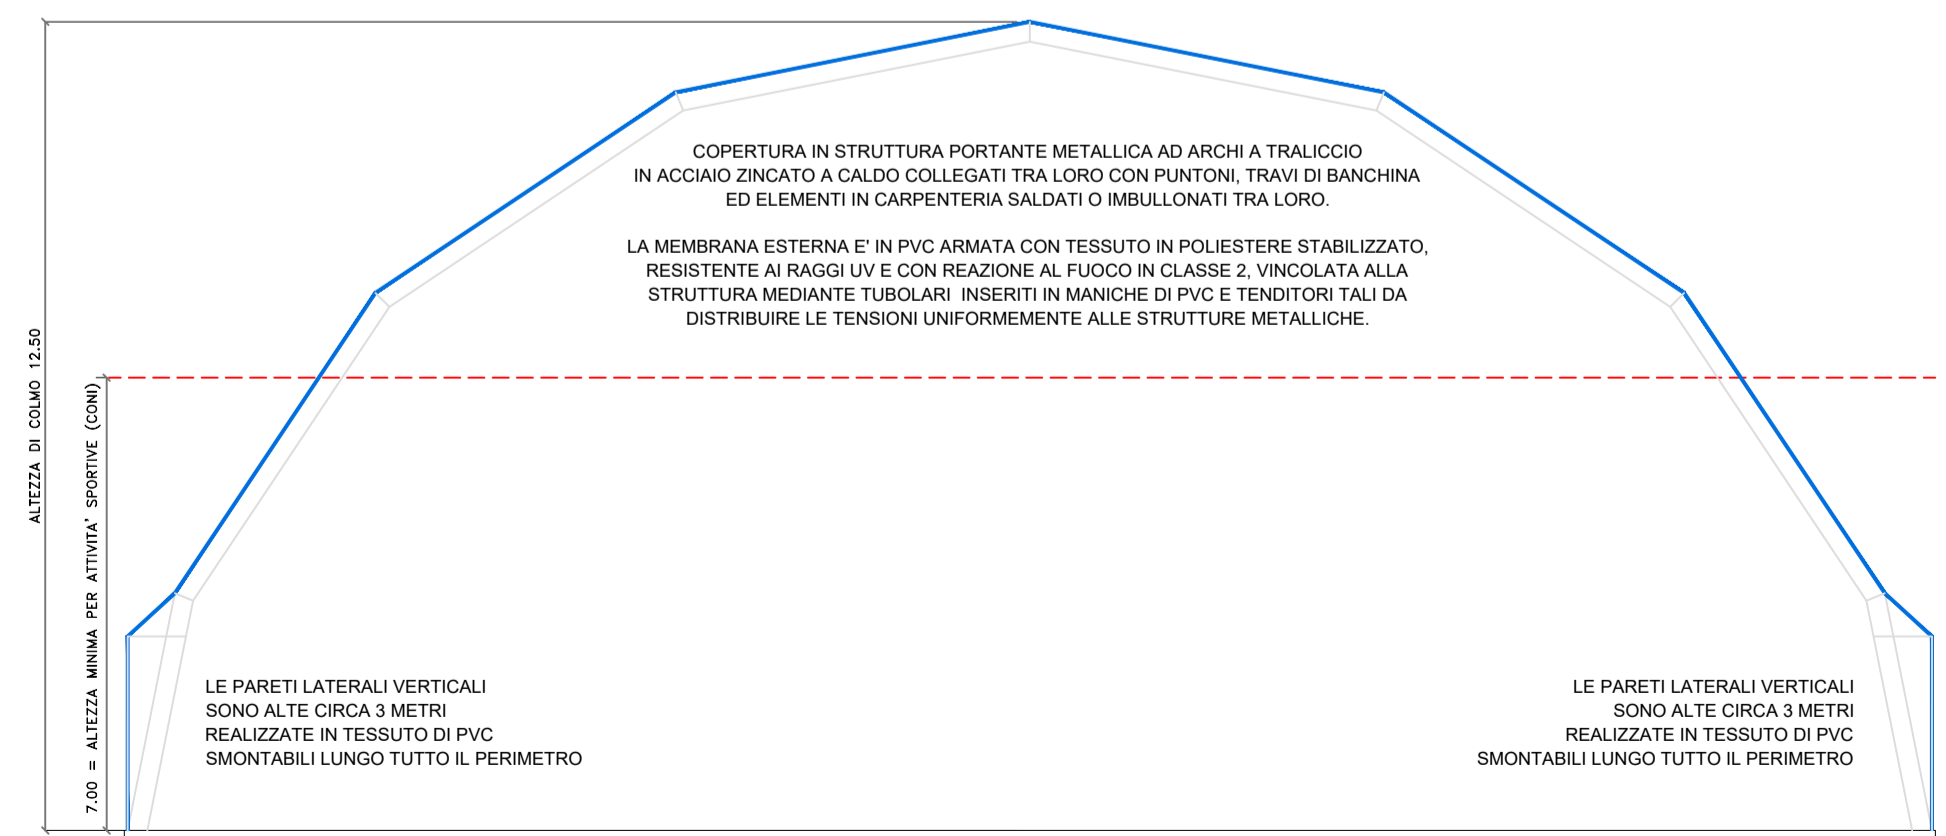 COPERTURA IN STRUTTURA PORTANTE METALLICA AD ARCHI A TRALICCIO
IN ACCIAIO ZINCATO A CALDO COLLEGATI TRA LORO CON PUNTONI, TRAVI DI BANCHINA
ED ELEMENTI IN CARPENTERIA SALDATI O IMBULLONATI TRA LORO.
LA MEMBRANA ESTERNA E' IN PVC ARMATA CON TESSUTO IN POLIESTERE STABILIZZATO,
RESISTENTE AI RAGGI UV E CON REAZIONE AL FUOCO IN CLASSE 2, VINCOLATA ALLA
STRUTTURA MEDIANTE TUBOLARI INSERITI IN MANICHE DI PVC E TENDITORI TALI DA
DISTRIBUIRE LE TENSIONI UNIFORMEMENTE ALLE STRUTTURE METALLICHE.
ALTEZZA DI COLMO 12.50
7.00 = ALTEZZA MINIMA PER ATTIVITA' SPORTIVE (CONI)
LE PARETI LATERALI VERTICALI
SONO ALTE CIRCA 3 METRI
REALIZZATE IN TESSUTO DI PVC
SMONTABILI LUNGO TUTTO IL PERIMETRO
LE PARETI LATERALI VERTICALI
SONO ALTE CIRCA 3 METRI
REALIZZATE IN TESSUTO DI PVC
SMONTABILI LUNGO TUTTO IL PERIMETRO